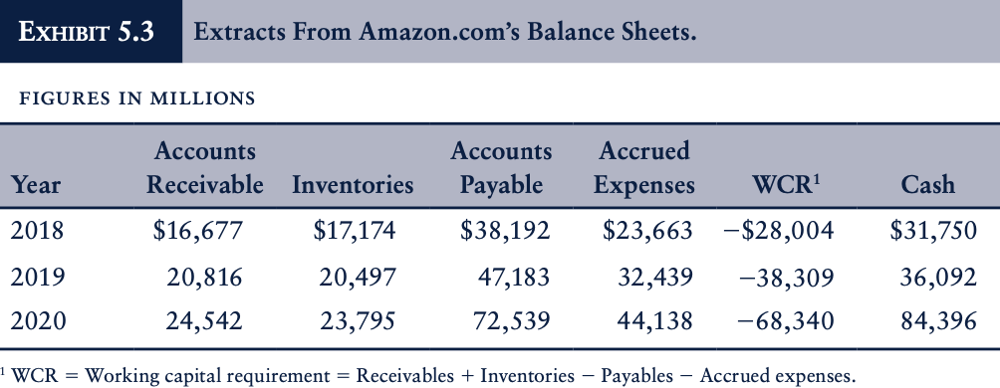 EXHIBIT 5.3 Extracts From Amazon.com’s Balance Sheets.
FIGURES IN MILLIONS
Accounts Accounts Accrued
Year Receivable Inventories Payable Expenses WCR¹ Cash
2018 $16,677 $17,174 $38,192 $23,663 −$28,004 $31,750
2019 20,816 20,497 47,183 32,439 −38,309 36,092
2020 24,542 23,795 72,539 44,138 −68,340 84,396
¹ WCR = Working capital requirement = Receivables + Inventories − Payables − Accrued expenses.